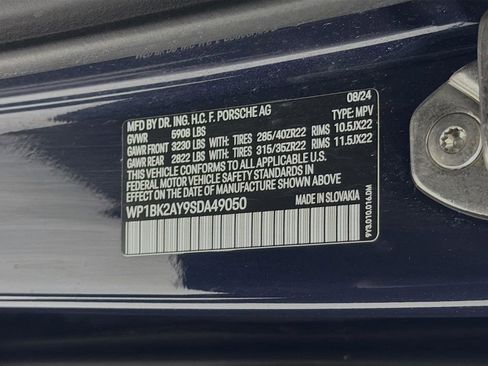 MFD BY DR. ING. H.C. F. PORSCHE AG 08/24
GVWR 5908 LBS TYPE: MPV
GAWR FRONT 3230 LBS WITH: TIRES 285/40ZR22 RIMS 10.5JX22
GAWR REAR 2822 LBS WITH: TIRES 315/35ZR22 RIMS 11.5JX22
THIS VEHICLE CONFORMS TO ALL APPLICABLE
FEDERAL MOTOR VEHICLE SAFETY STANDARDS IN
EFFECT ON THE DATE OF MANUFACTURE SHOWN ABOVE.
WP1BK2AY9SDA49050 MADE IN SLOVAKIA
9Y3.010.016.DM